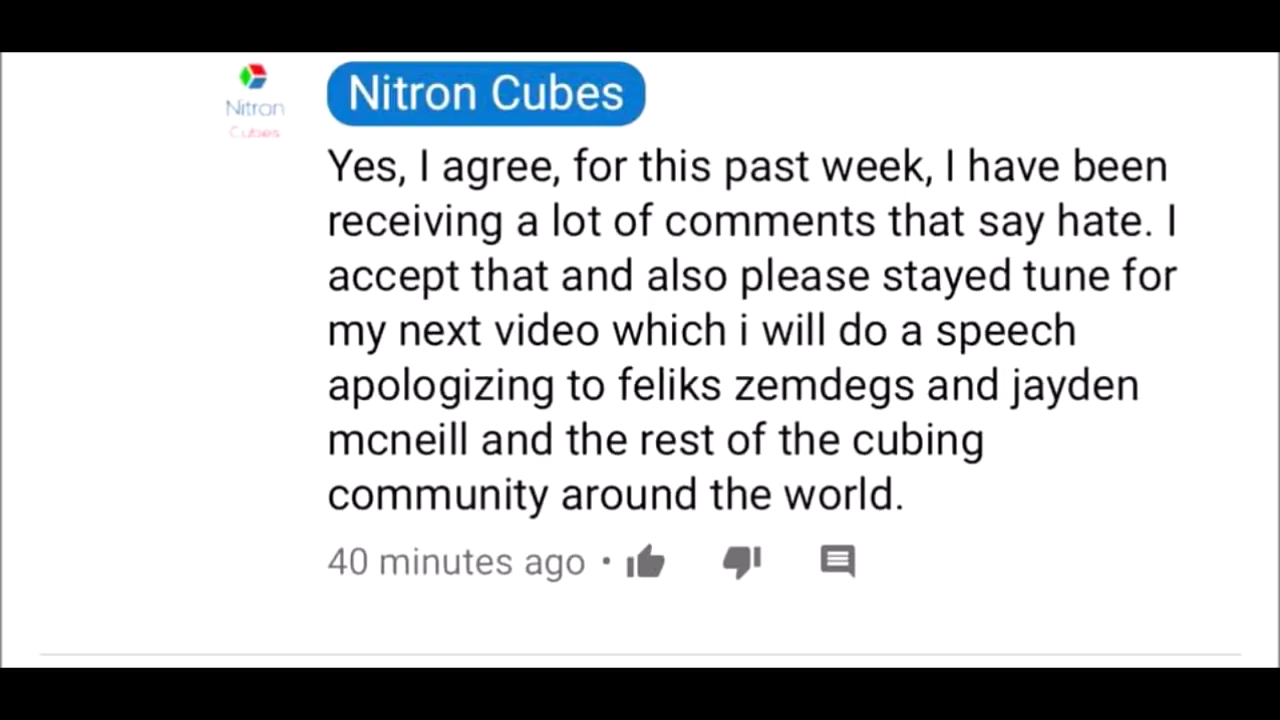 Nitron
Cubes
Nitron Cubes
Yes, I agree, for this past week, I have been
receiving a lot of comments that say hate. I
accept that and also please stayed tune for
my next video which i will do a speech
apologizing to feliks zemdegs and jayden
mcneill and the rest of the cubing
community around the world.
40 minutes ago •